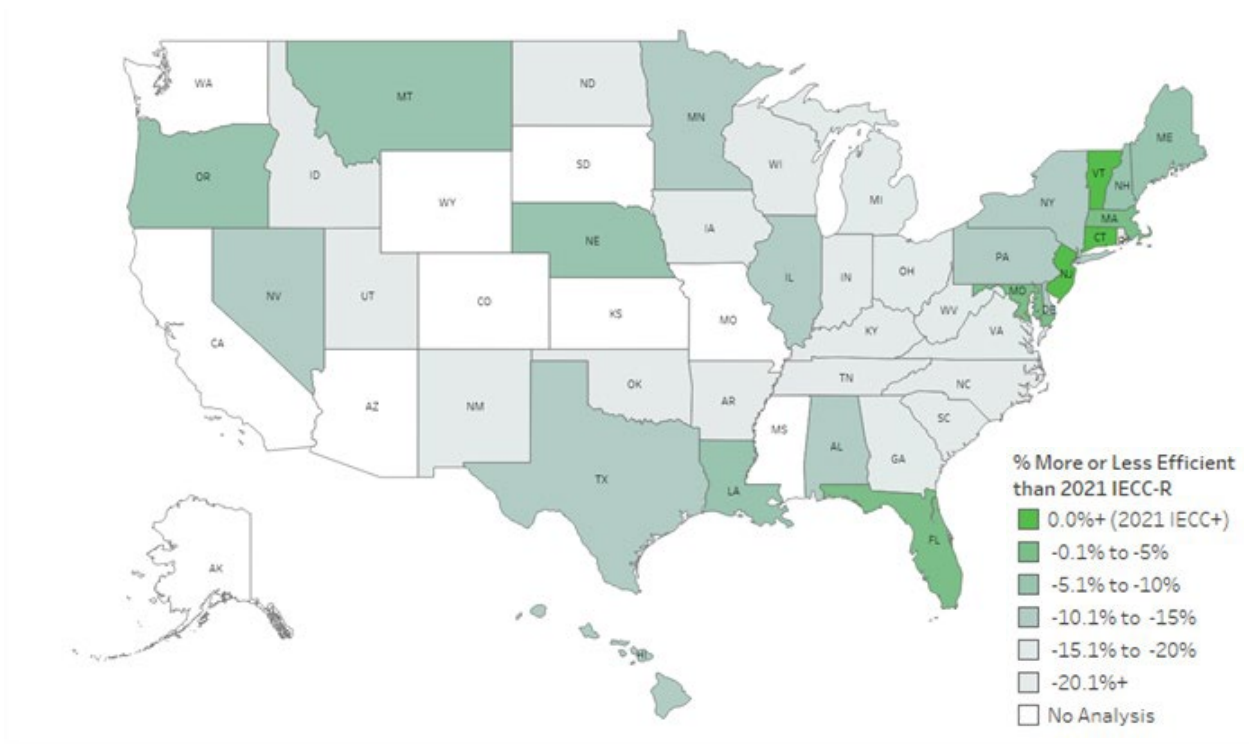 WA
MT
ND
MN
ME
OR
ID
SD
WI
VT
NH
WY
MI
NY
MA
CT
NE
IA
PA
NV
UT
CO
IL
IN
OH
NJ
MD
DE
KS
MO
WV
VA
CA
KY
AZ
NM
OK
AR
TN
NC
MS
AL
GA
SC
TX
LA
FL
AK
HI
% More or Less Efficient
than 2021 IECC-R
0.0%+ (2021 IECC+)
-0.1% to -5%
-5.1% to -10%
-10.1% to -15%
-15.1% to -20%
-20.1%+
No Analysis